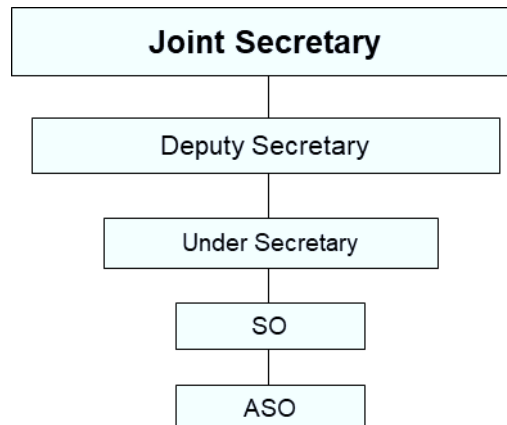 Joint Secretary
Deputy Secretary
Under Secretary
SO
ASO